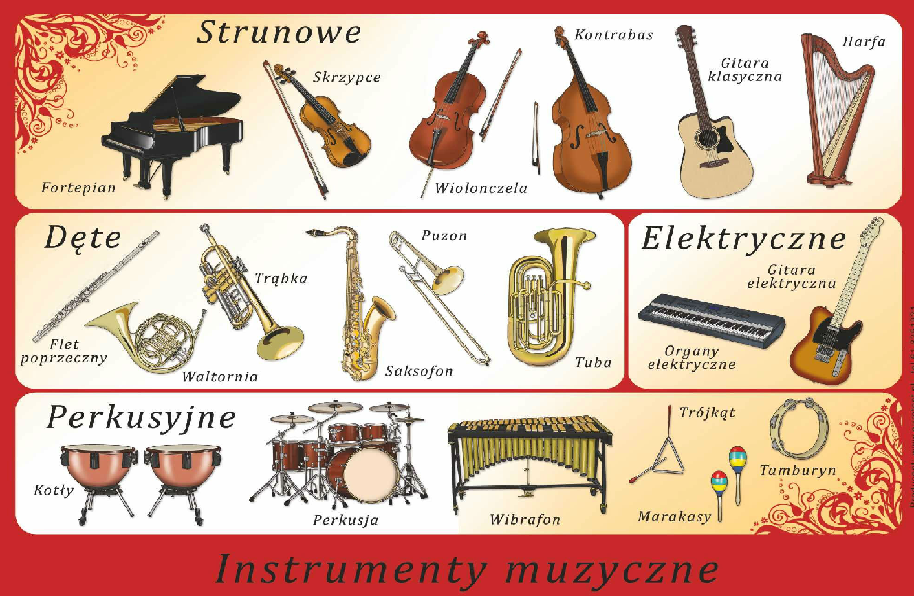 Strunowe
Fortepian
Skrzypce
Wiolonczela
Kontrabas
Gitara
klasyczna
Harfa
Dęte
Flet
poprzeczny
Waltornia
Trąbka
Saksofon
Puzon
Tuba
Elektryczne
Organy
elektryczne
Gitara
elektryczna
Perkusyjne
Kotły
Perkusja
Wibrafon
Trójkąt
Marakasy
Tamburyn
Instrumenty muzyczne